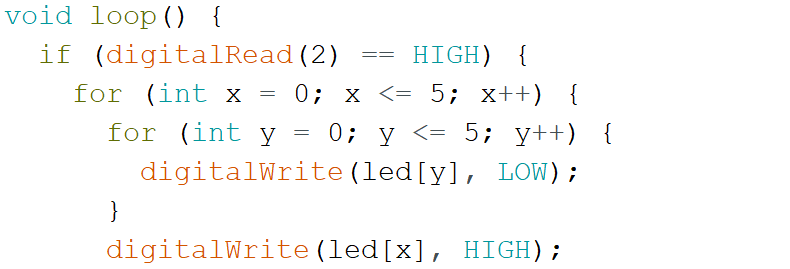 void loop() {
  if (digitalRead(2) == HIGH) {
    for (int x = 0; x <= 5; x++) {
      for (int y = 0; y <= 5; y++) {
        digitalWrite(led[y], LOW);
      }
      digitalWrite(led[x], HIGH);